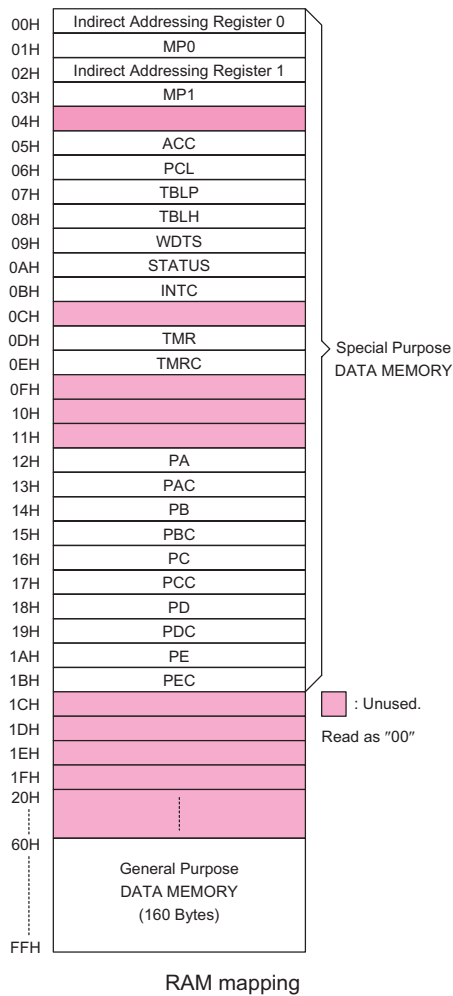 00H Indirect Addressing Register 0
01H MP0
02H Indirect Addressing Register 1
03H MP1
04H
05H ACC
06H PCL
07H TBLP
08H TBLH
09H WDTS
0AH STATUS
0BH INTC
0CH
0DH TMR
0EH TMRC
Special Purpose
DATA MEMORY
0FH
10H
11H
12H PA
13H PAC
14H PB
15H PBC
16H PC
17H PCC
18H PD
19H PDC
1AH PE
1BH PEC
1CH
: Unused.
Read as "00"
1DH
1EH
1FH
20H
60H
General Purpose
DATA MEMORY
(160 Bytes)
FFH
RAM mapping